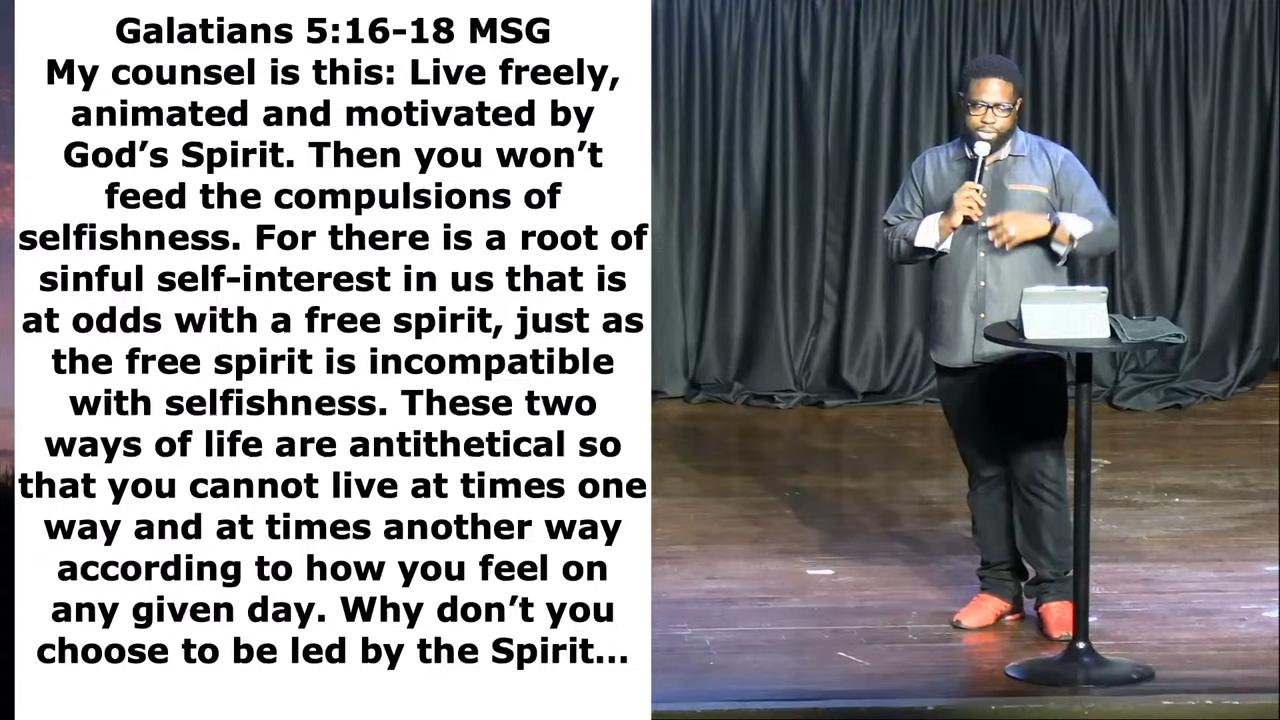 Galatians 5:16-18 MSG
My counsel is this: Live freely,
animated and motivated by
God’s Spirit. Then you won’t
feed the compulsions of
selfishness. For there is a root of
sinful self-interest in us that is
at odds with a free spirit, just as
the free spirit is incompatible
with selfishness. These two
ways of life are antithetical so
that you cannot live at times one
way and at times another way
according to how you feel on
any given day. Why don’t you
choose to be led by the Spirit...